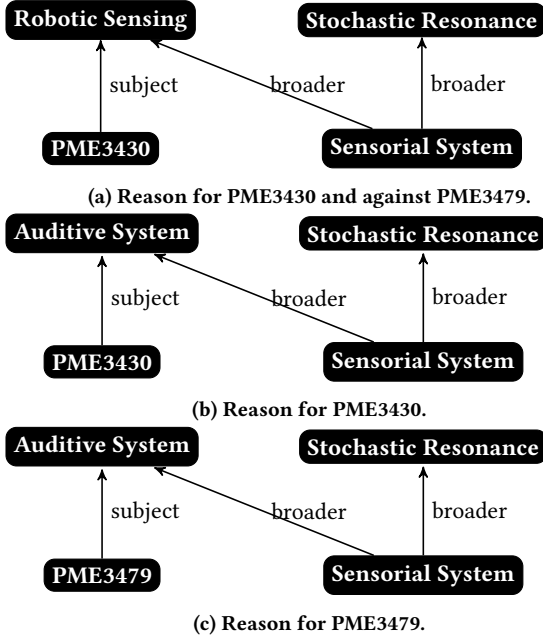 Robotic Sensing Stochastic Resonance
subject broader broader
PME3430 Sensorial System
(a) Reason for PME3430 and against PME3479.
Auditive System Stochastic Resonance
subject broader broader
PME3430 Sensorial System
(b) Reason for PME3430.
Auditive System Stochastic Resonance
subject broader broader
PME3479 Sensorial System
(c) Reason for PME3479.